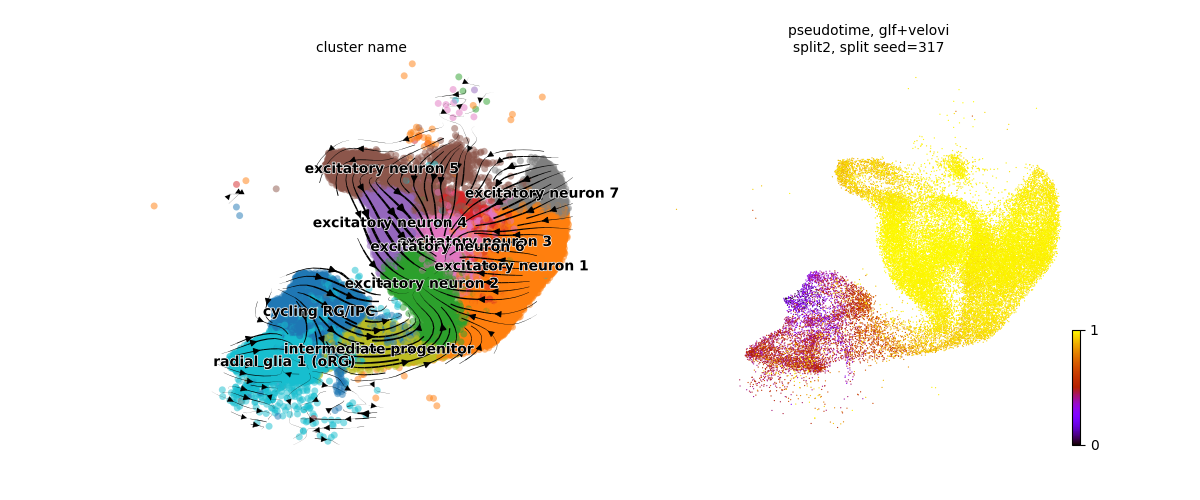 cluster name
pseudotime, glf+velovi
split2, split seed=317
excitatory neuron 5
excitatory neuron 7
excitatory neuron 4
excitatory neuron 3
excitatory neuron 6
excitatory neuron 1
excitatory neuron 2
cycling RG/IPC
intermediate progenitor
radial glia 1 (oRG)
1
0